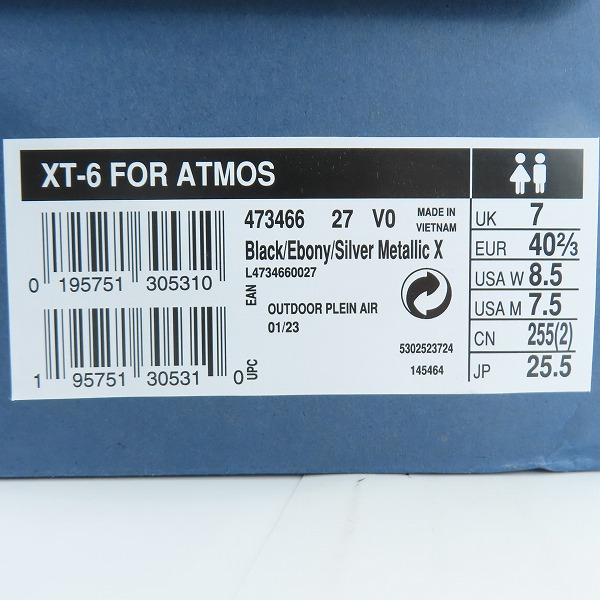 XT-6 FOR ATMOS
473466 27 V0 MADE IN VIETNAM
Black/Ebony/Silver Metallic X
L4734660027
0 195751 305310
EAN
OUTDOOR PLEIN AIR
01/23
5302523724
145464
1 95751 30531 0
UPC
UK 7
EUR 40⅔
USA W 8.5
USA M 7.5
CN 255(2)
JP 25.5